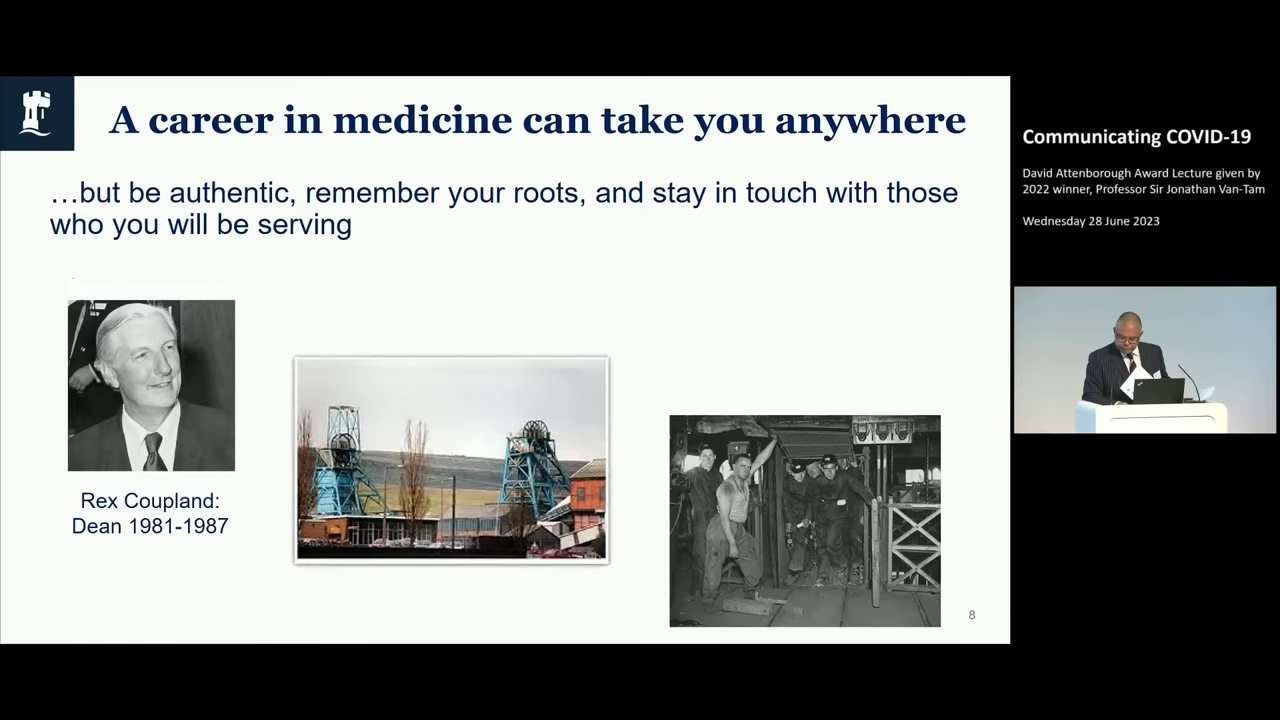 A career in medicine can take you anywhere
…but be authentic, remember your roots, and stay in touch with those
who you will be serving
Rex Coupland:
Dean 1981-1987
8
Communicating COVID-19
David Attenborough Award Lecture given by
2022 winner, Professor Sir Jonathan Van-Tam
Wednesday 28 June 2023